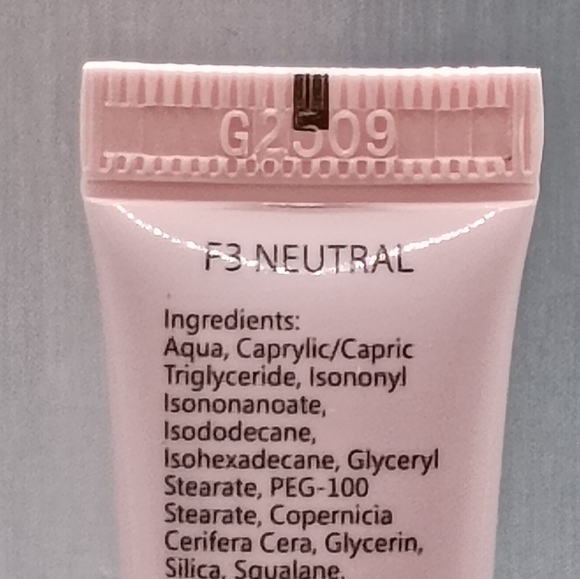 G2509
F3 NEUTRAL
Ingredients:
Aqua, Caprylic/Capric
Triglyceride, Isononyl
Isononanoate,
Isododecane,
Isohexadecane, Glyceryl
Stearate, PEG-100
Stearate, Copernicia
Cerifera Cera, Glycerin,
Silica, Squalane,